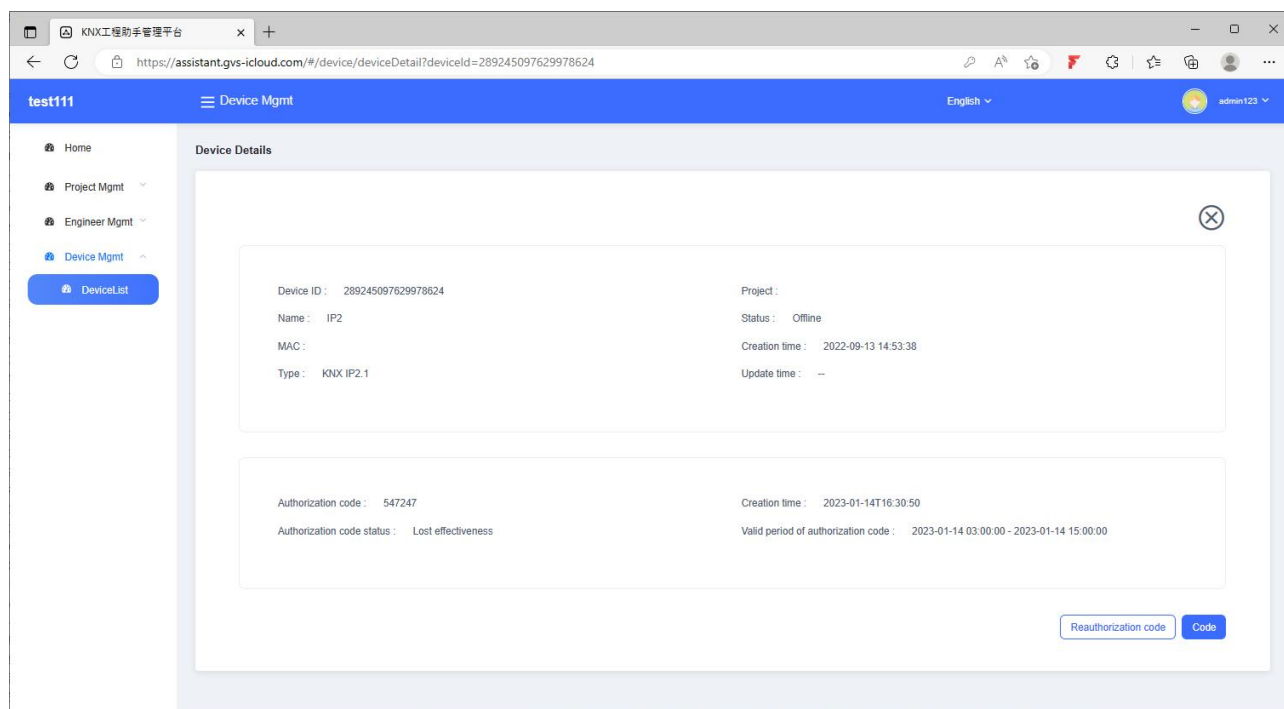 KNX工程助手管理平台
https://assistant.gvs-icloud.com/#/device/deviceDetail?deviceId=289245097629978624
test111 Device Mgmt English admin123
Home
Project Mgmt
Engineer Mgmt
Device Mgmt
DeviceList
Device Details
Device ID : 289245097629978624 Project :
Name : IP2 Status : Offline
MAC : Creation time : 2022-09-13 14:53:38
Type : KNX IP2.1 Update time : --
Authorization code : 547247 Creation time : 2023-01-14T16:30:50
Authorization code status : Lost effectiveness Valid period of authorization code : 2023-01-14 03:00:00 - 2023-01-14 15:00:00
Reauthorization code Code